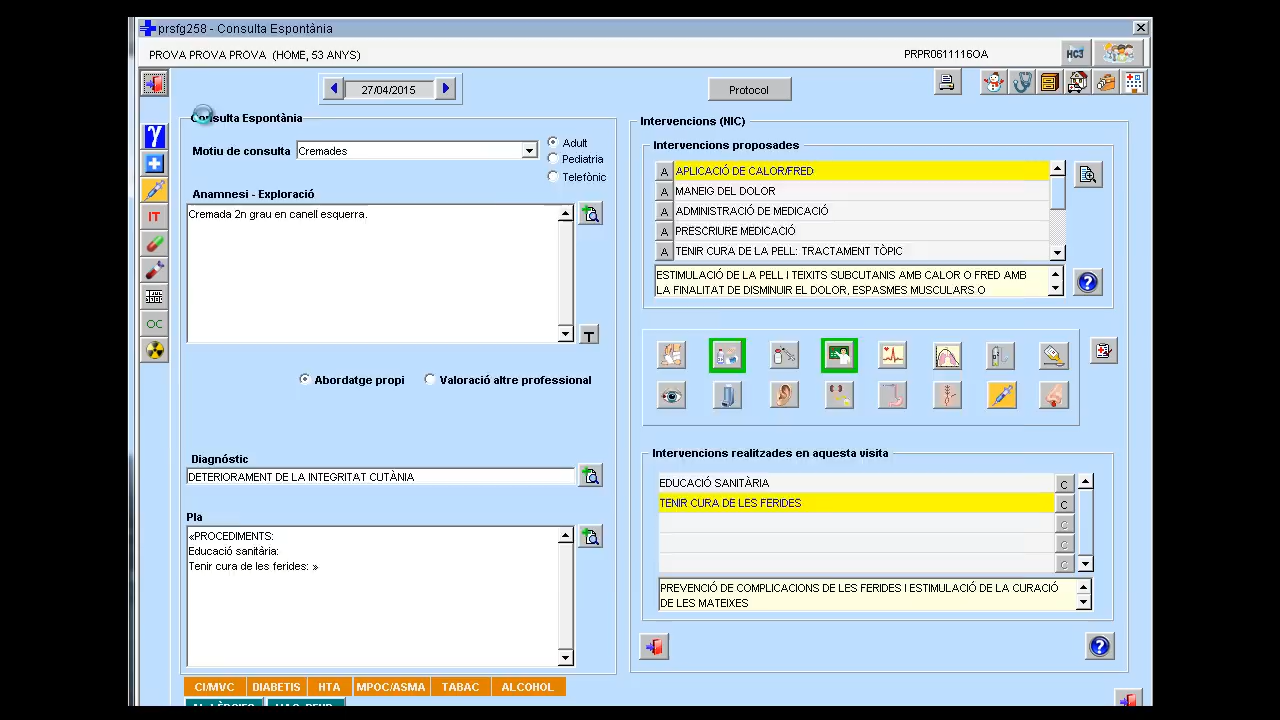 prsfg258 - Consulta Espontània
PROVA PROVA PROVA (HOME, 53 ANYS)
PRPR0611116OA
HC3
27/04/2015
Protocol
Consulta Espontània
Motiu de consulta
Cremades
Adult
Pediatria
Telefònic
Anamnesi - Exploració
Cremada 2n grau en canell esquerra.
T
IT
OC
Abordatge propi
Valoració altre professional
Diagnóstic
DETERIORAMENT DE LA INTEGRITAT CUTÀNIA
Pla
«PROCEDIMENTS:
Educació sanitària:
Tenir cura de les ferides: »
CI/MVC
DIABETIS
HTA
MPOC/ASMA
TABAC
ALCOHOL
Intervencions (NIC)
Intervencions proposades
A APLICACIÓ DE CALOR/FRED
A MANEIG DEL DOLOR
A ADMINISTRACIÓ DE MEDICACIÓ
A PRESCRIURE MEDICACIÓ
A TENIR CURA DE LA PELL: TRACTAMENT TÒPIC
ESTIMULACIÓ DE LA PELL I TEIXITS SUBCUTANIS AMB CALOR O FRED AMB
LA FINALITAT DE DISMINUIR EL DOLOR, ESPASMES MUSCULARS O
Intervencions realitzades en aquesta visita
EDUCACIÓ SANITÀRIA C
TENIR CURA DE LES FERIDES C
C
C
C
PREVENCIÓ DE COMPLICACIONS DE LES FERIDES I ESTIMULACIÓ DE LA CURACIÓ
DE LES MATEIXES